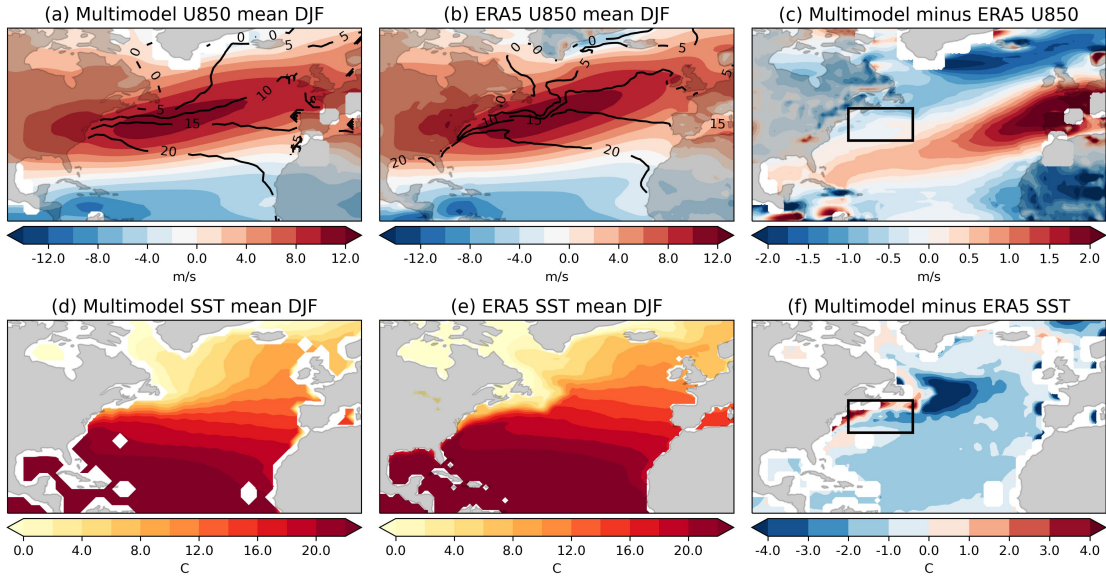 (a) Multimodel U850 mean DJF
(b) ERA5 U850 mean DJF
(c) Multimodel minus ERA5 U850
0 0 5 5 5 10 15 20
0 0 5 5 10 15 15 20 20
-12.0 -8.0 -4.0 0.0 4.0 8.0 12.0
m/s
-12.0 -8.0 -4.0 0.0 4.0 8.0 12.0
m/s
-2.0 -1.5 -1.0 -0.5 0.0 0.5 1.0 1.5 2.0
m/s
(d) Multimodel SST mean DJF
(e) ERA5 SST mean DJF
(f) Multimodel minus ERA5 SST
0.0 4.0 8.0 12.0 16.0 20.0
C
0.0 4.0 8.0 12.0 16.0 20.0
C
-4.0 -3.0 -2.0 -1.0 0.0 1.0 2.0 3.0 4.0
C